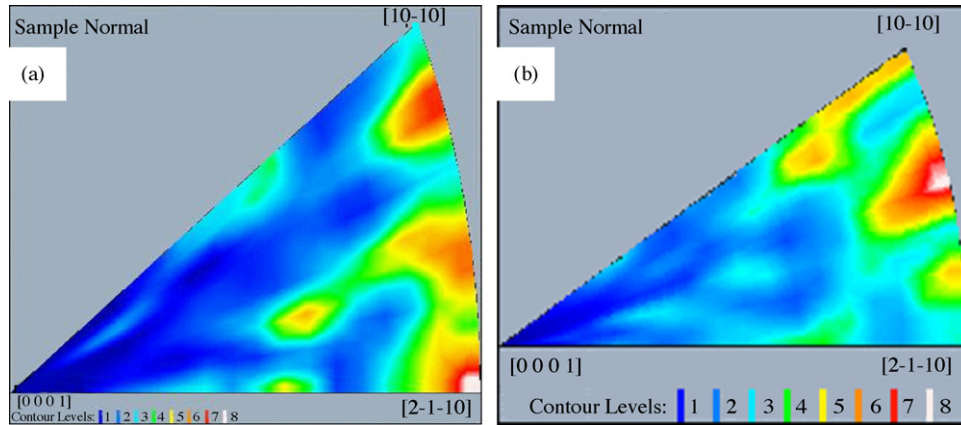 Sample Normal
[10-10]
(a)
[0 0 0 1]
[2-1-10]
Contour Levels: 1 2 3 4 5 6 7 8
Sample Normal
[10-10]
(b)
[0 0 0 1]
[2-1-10]
Contour Levels: 1 2 3 4 5 6 7 8